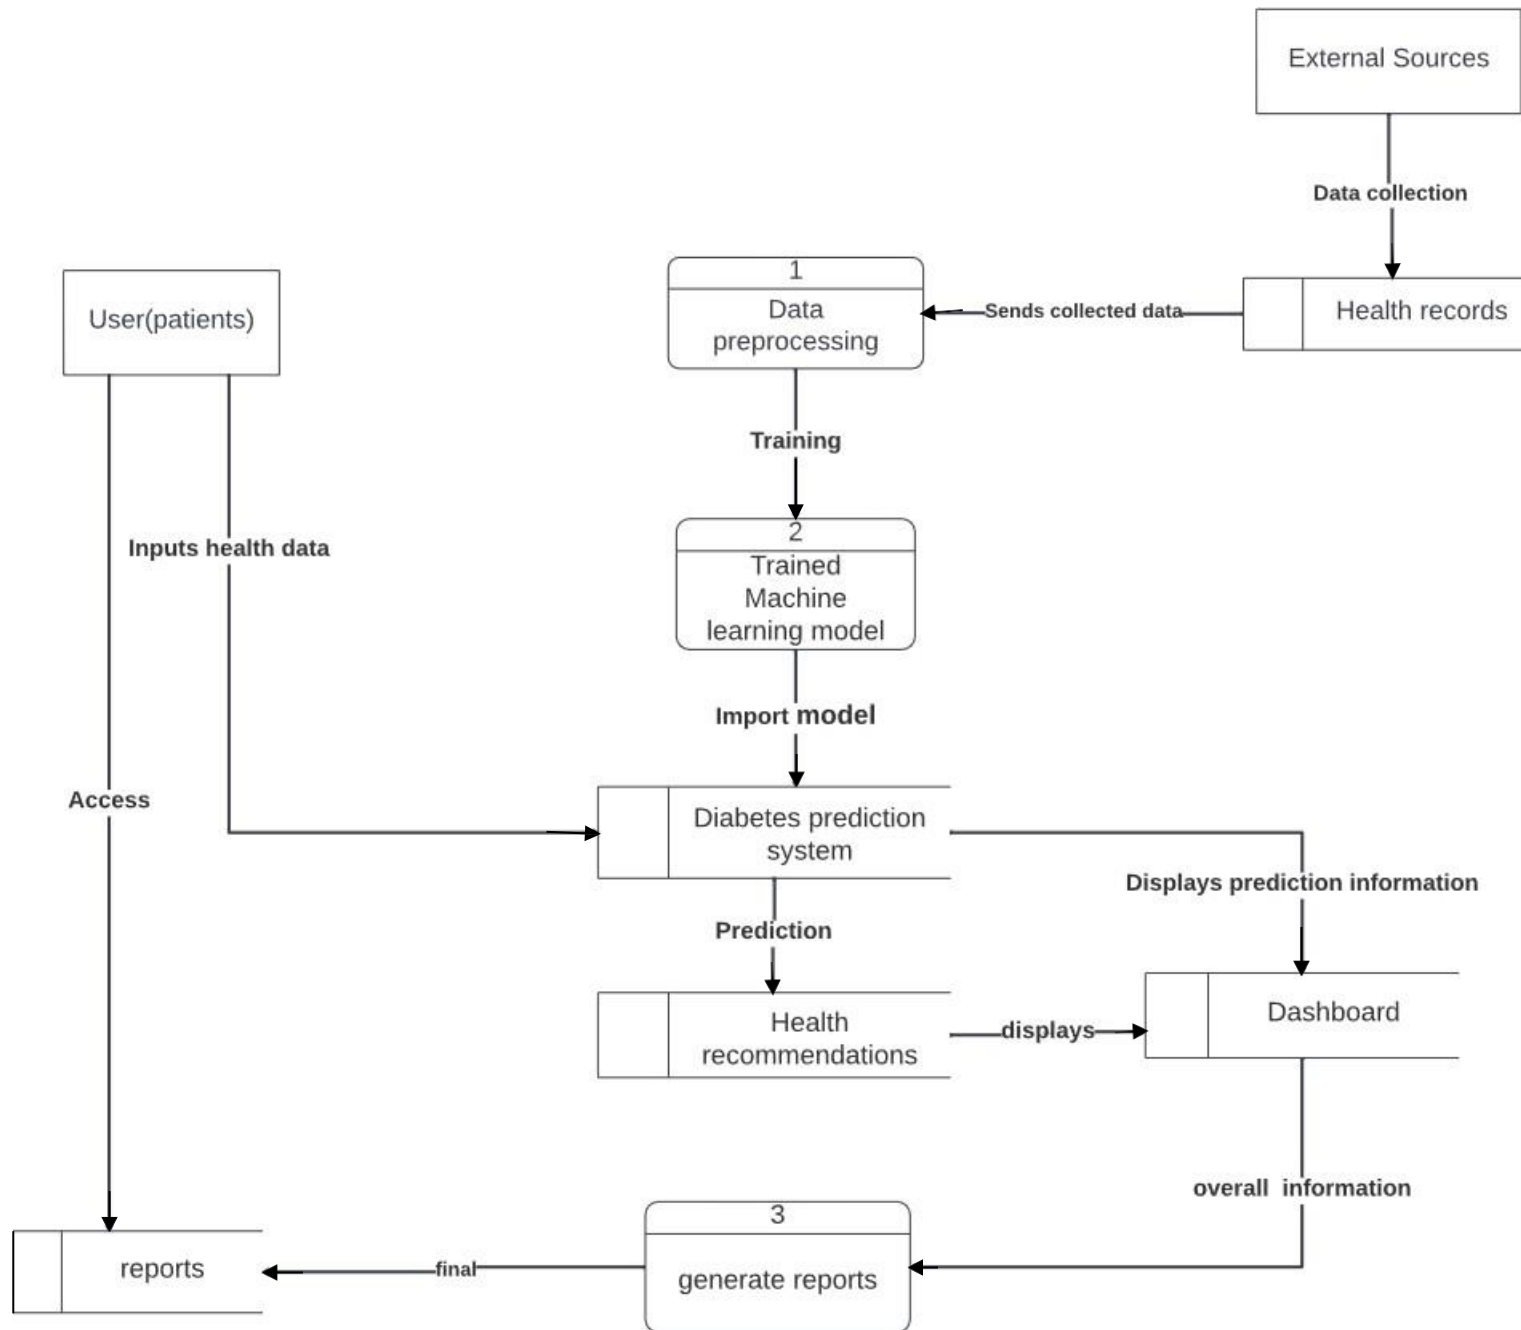 External Sources
Data collection
User(patients)
1
Data
preprocessing
Sends collected data
Health records
Training
2
Trained
Machine
learning model
Inputs health data
Import model
Access
Diabetes prediction
system
Displays prediction information
Prediction
Health
recommendations
displays
Dashboard
overall information
3
generate reports
final
reports